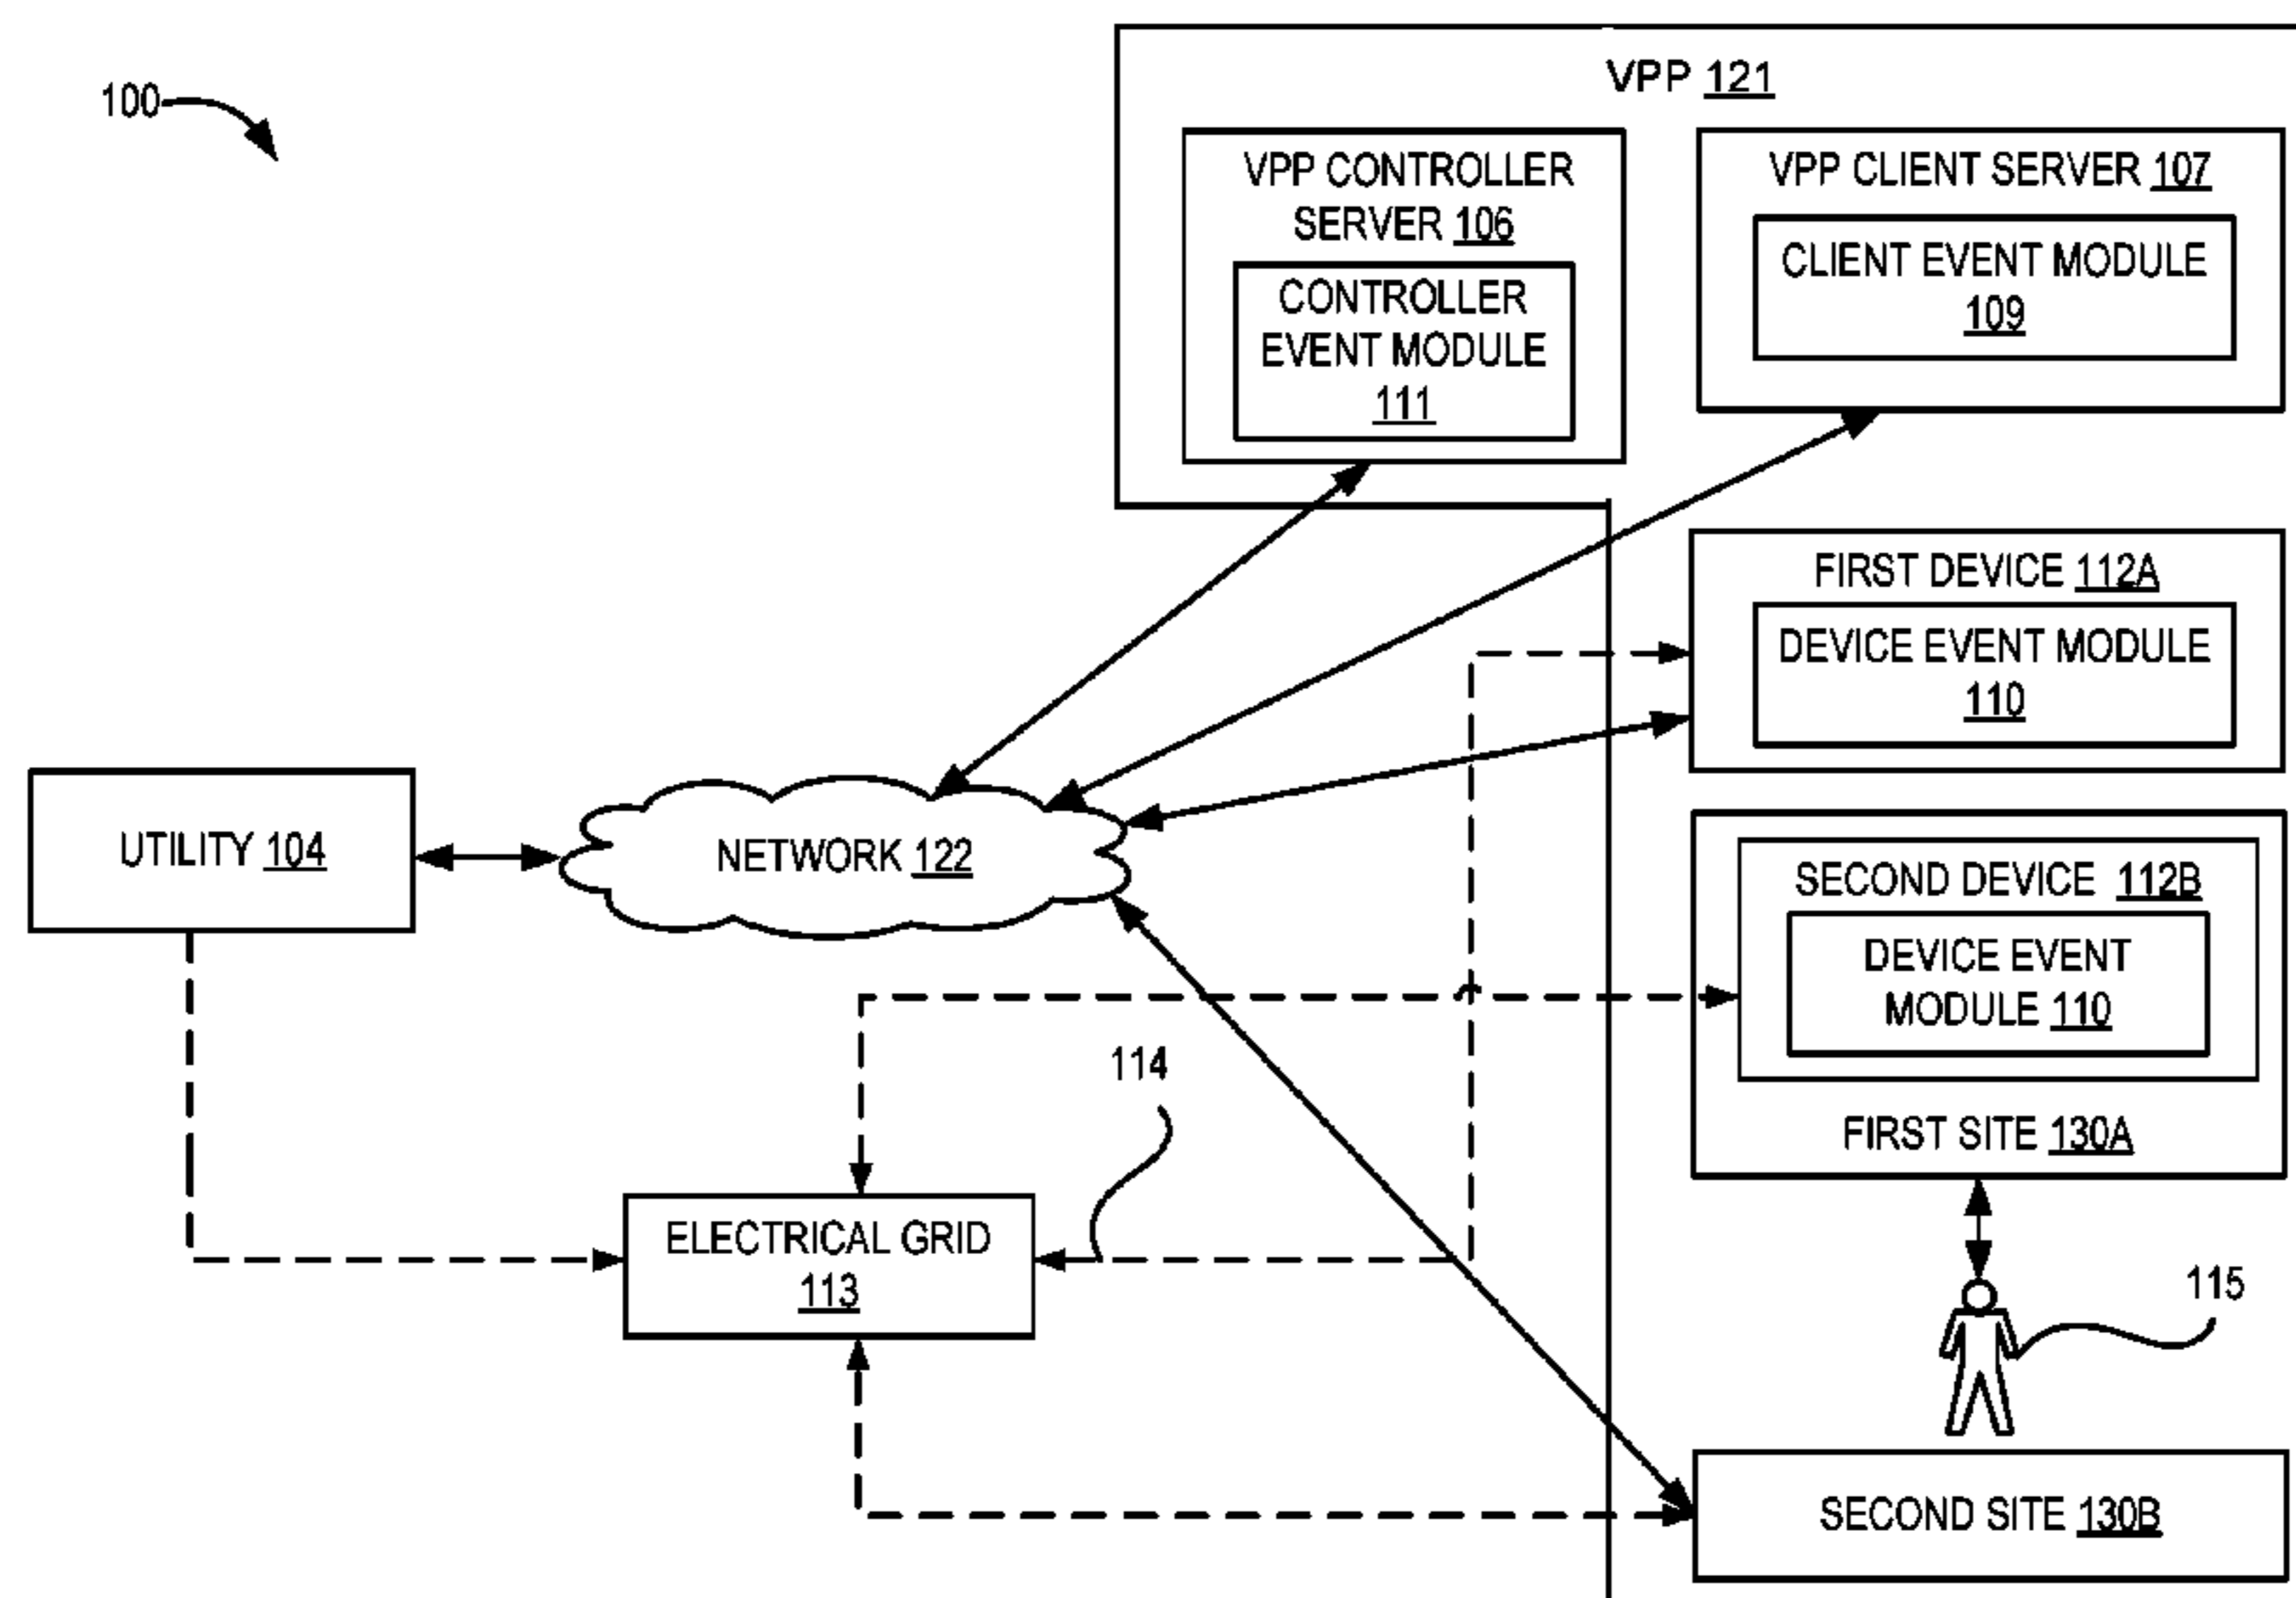 100
VPP 121
VPP CONTROLLER
SERVER 106
CONTROLLER
EVENT MODULE
111
VPP CLIENT SERVER 107
CLIENT EVENT MODULE
109
FIRST DEVICE 112A
DEVICE EVENT MODULE
110
UTILITY 104
NETWORK 122
SECOND DEVICE 112B
DEVICE EVENT
MODULE 110
FIRST SITE 130A
114
ELECTRICAL GRID
113
115
SECOND SITE 130B